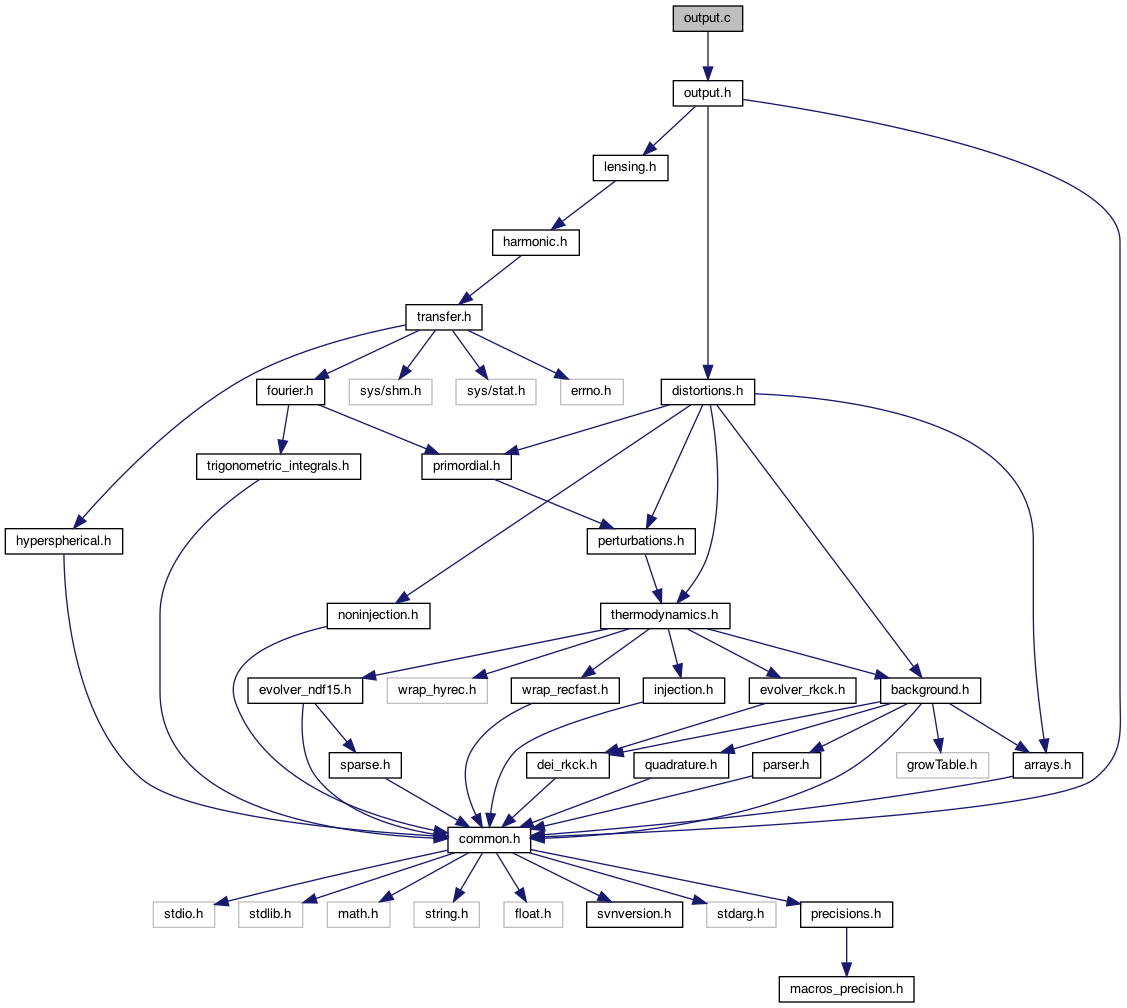 output.c
output.h
lensing.h
harmonic.h
transfer.h
fourier.h
sys/shm.h
sys/stat.h
errno.h
distortions.h
trigonometric_integrals.h
primordial.h
hyperspherical.h
perturbations.h
noninjection.h
thermodynamics.h
evolver_ndf15.h
wrap_hyrec.h
wrap_recfast.h
injection.h
evolver_rkck.h
background.h
sparse.h
dei_rkck.h
quadrature.h
parser.h
growTable.h
arrays.h
common.h
stdio.h
stdlib.h
math.h
string.h
float.h
svnversion.h
stdarg.h
precisions.h
macros_precision.h